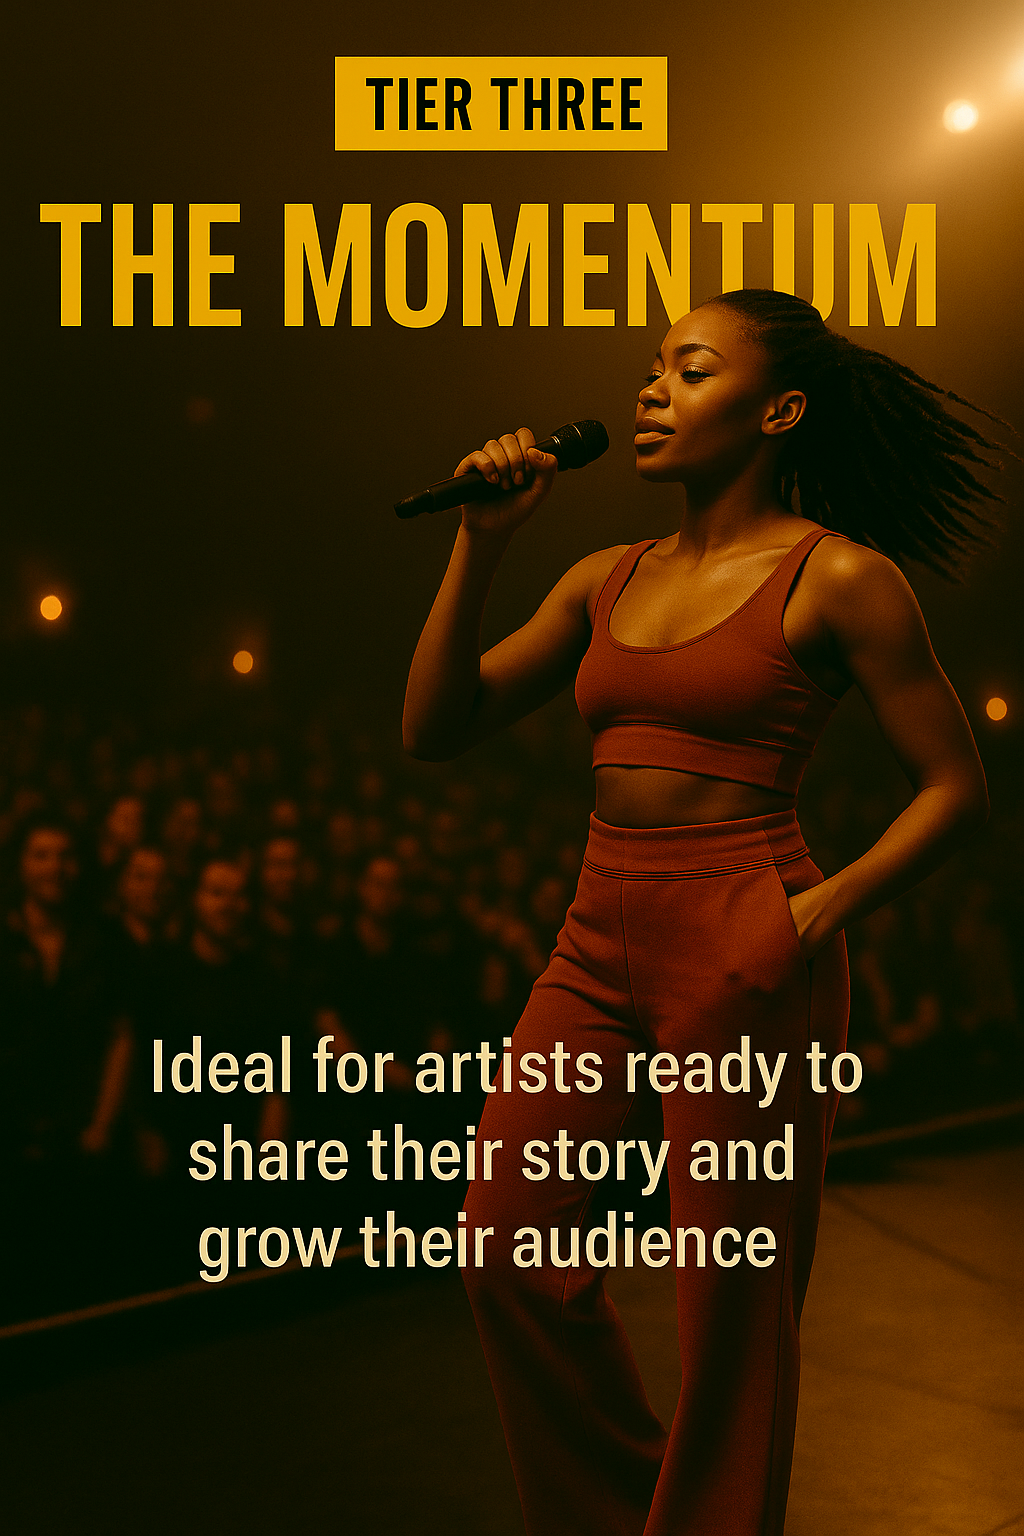 TIER THREE
THE MOMENTUM
Ideal for artists ready to
share their story and
grow their audience